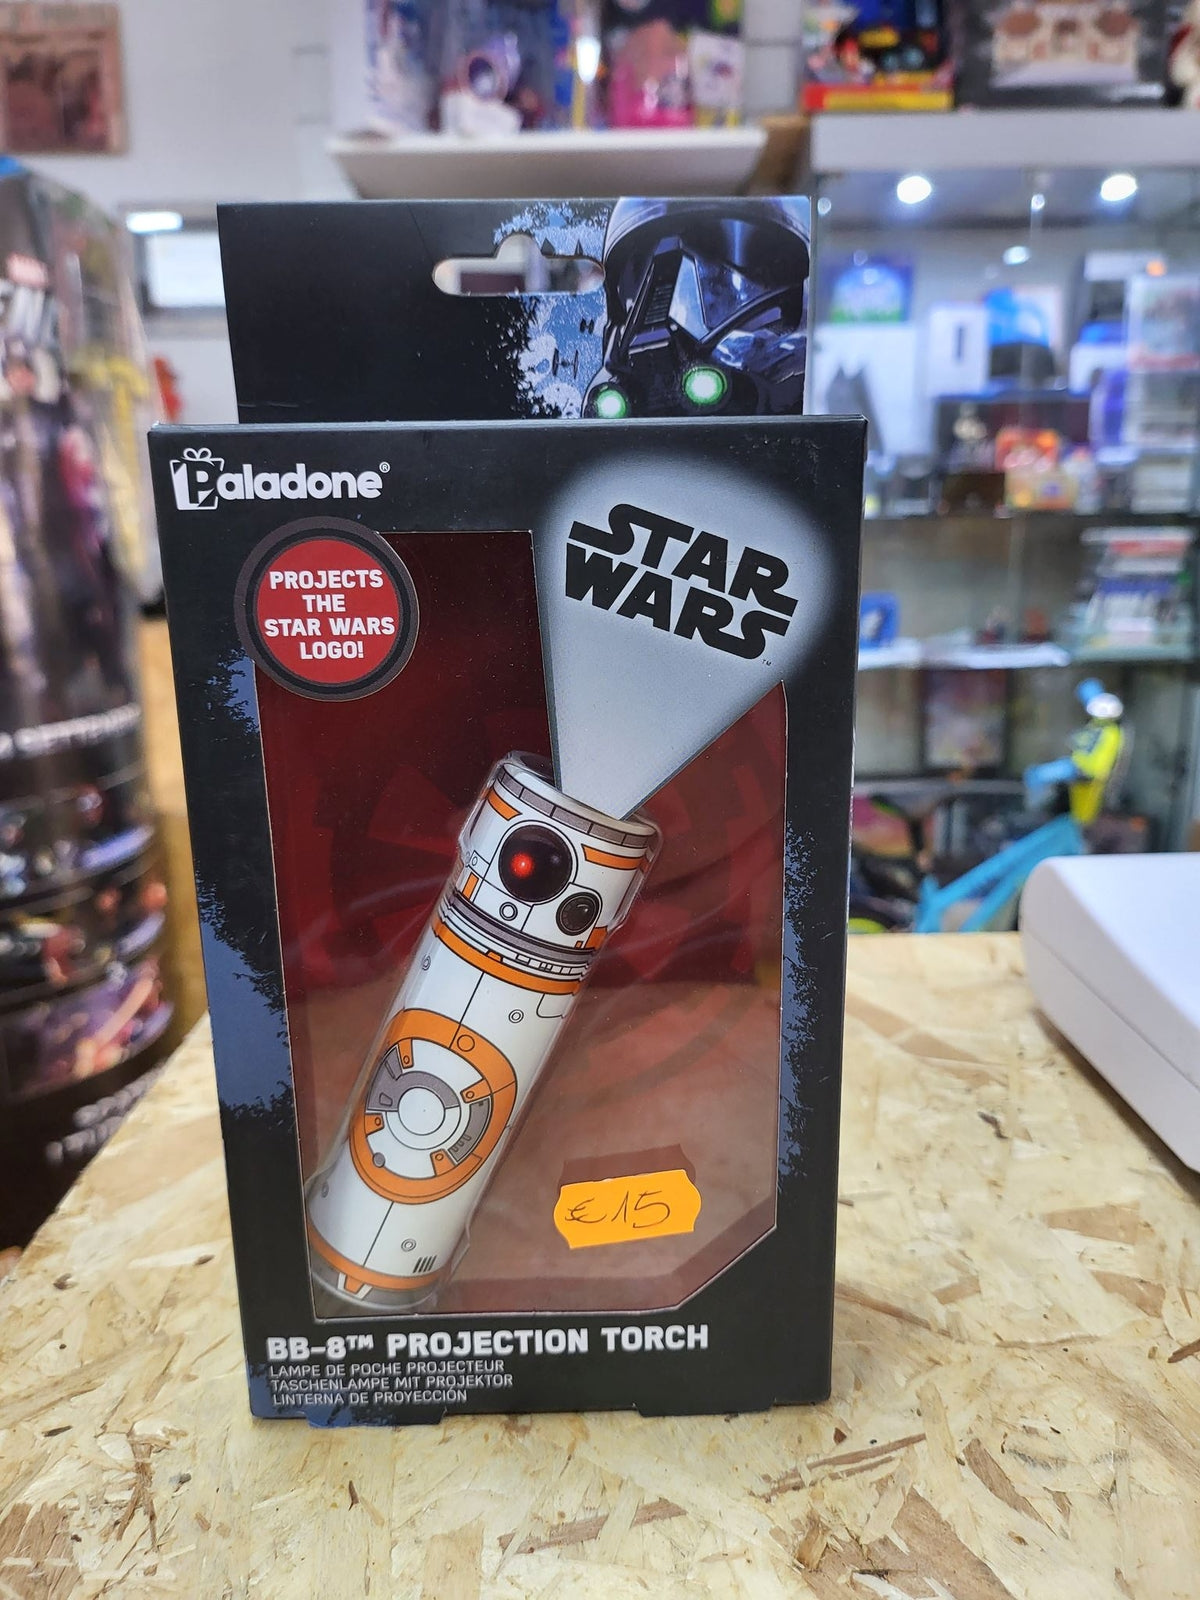 Paladone®
STAR
WARS™
PROJECTS
THE
STAR WARS
LOGO!
€15
BB-8™ PROJECTION TORCH
LAMPE DE POCHE PROJECTEUR
TASCHENLAMPE MIT PROJEKTOR
LINTERNA DE PROYECCIÓN